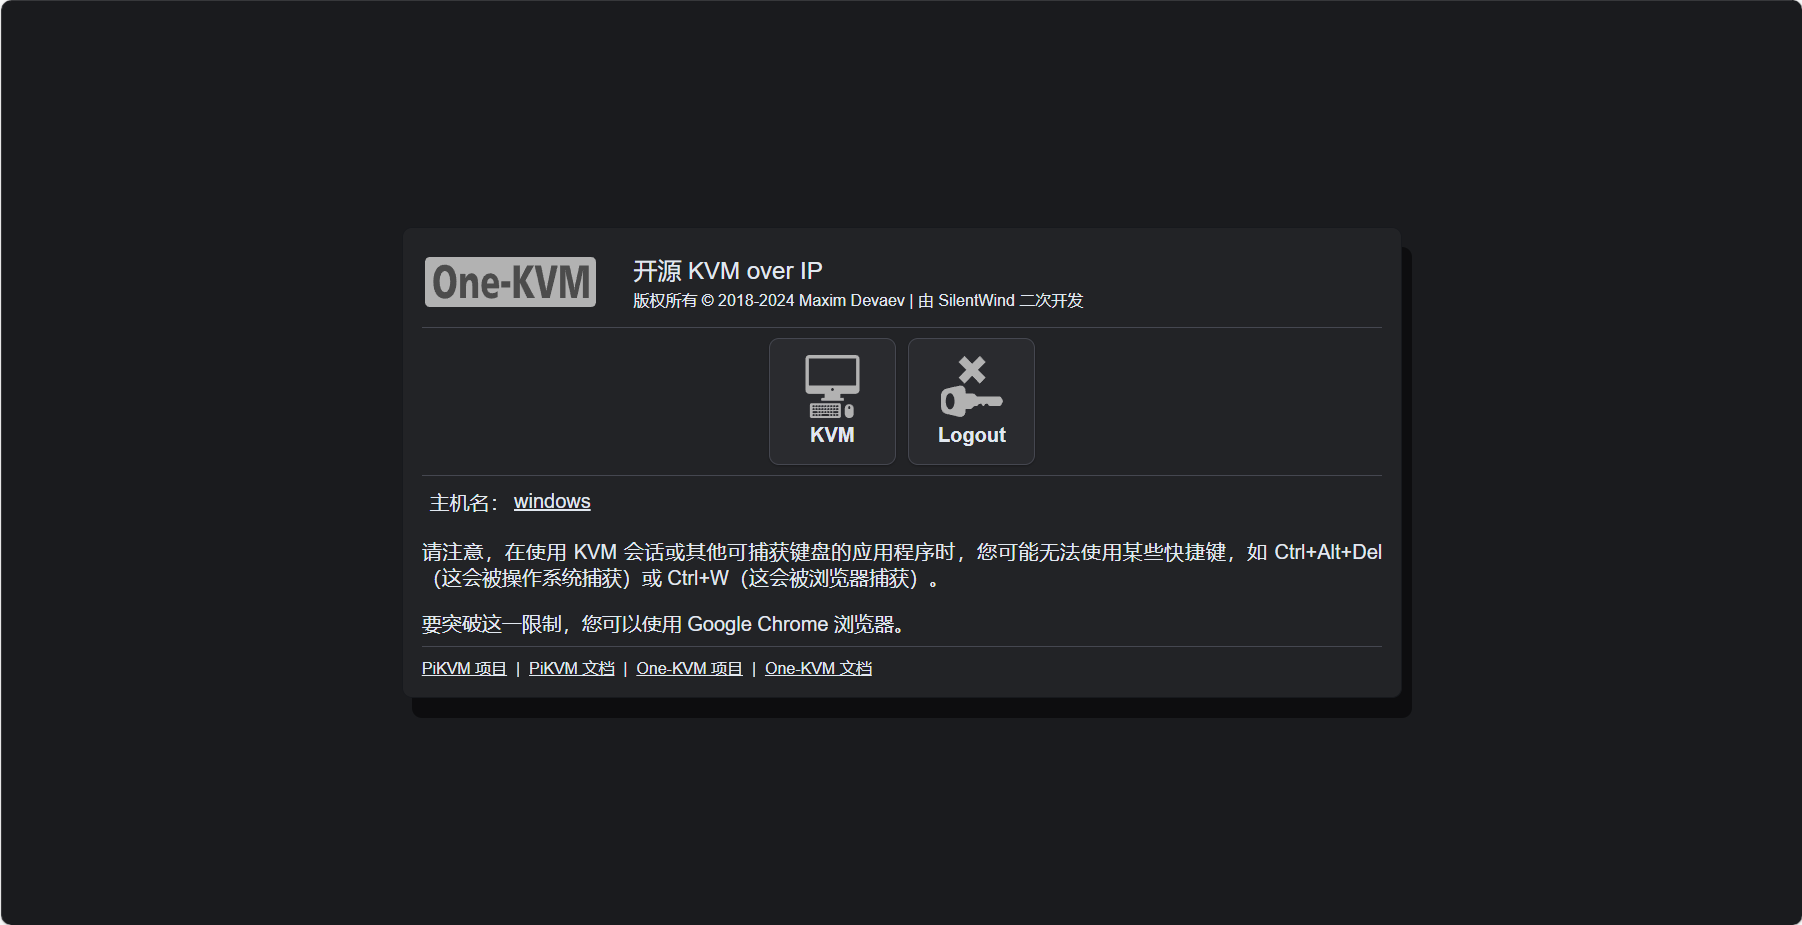 One-KVM
开源 KVM over IP
版权所有 © 2018-2024 Maxim Devaev | 由 SilentWind 二次开发
KVM
Logout
主机名： windows
请注意，在使用 KVM 会话或其他可捕获键盘的应用程序时，您可能无法使用某些快捷键，如 Ctrl+Alt+Del
（这会被操作系统捕获）或 Ctrl+W（这会被浏览器捕获）。
要突破这一限制，您可以使用 Google Chrome 浏览器。
PiKVM 项目 | PiKVM 文档 | One-KVM 项目 | One-KVM 文档